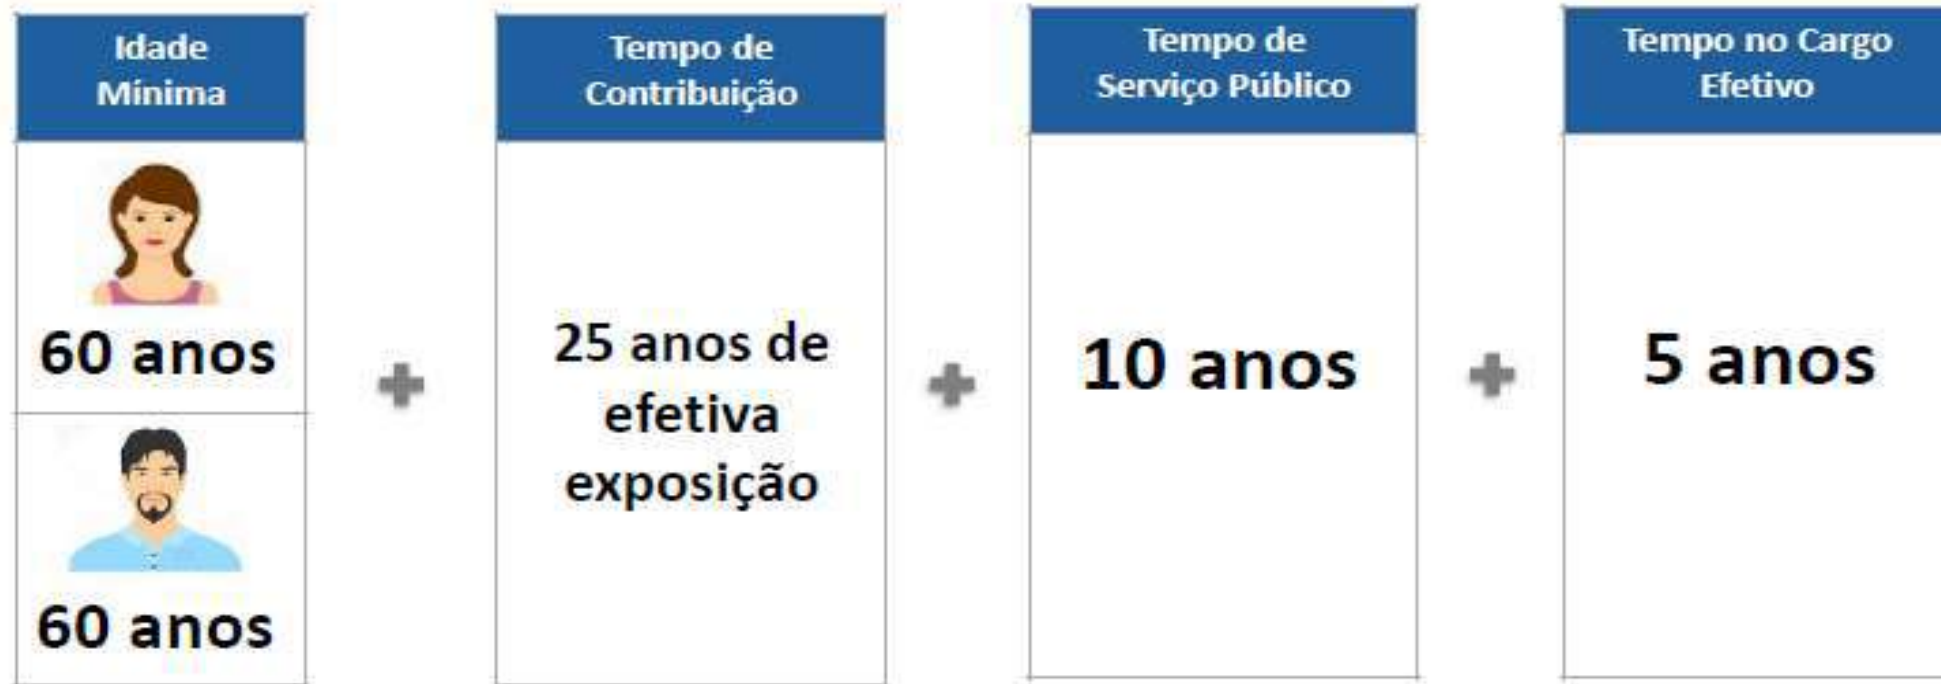 Idade
Mínima
60 anos
60 anos
Tempo de
Contribuição
25 anos de
efetiva
exposição
Tempo de
Serviço Público
10 anos
Tempo no Cargo
Efetivo
5 anos